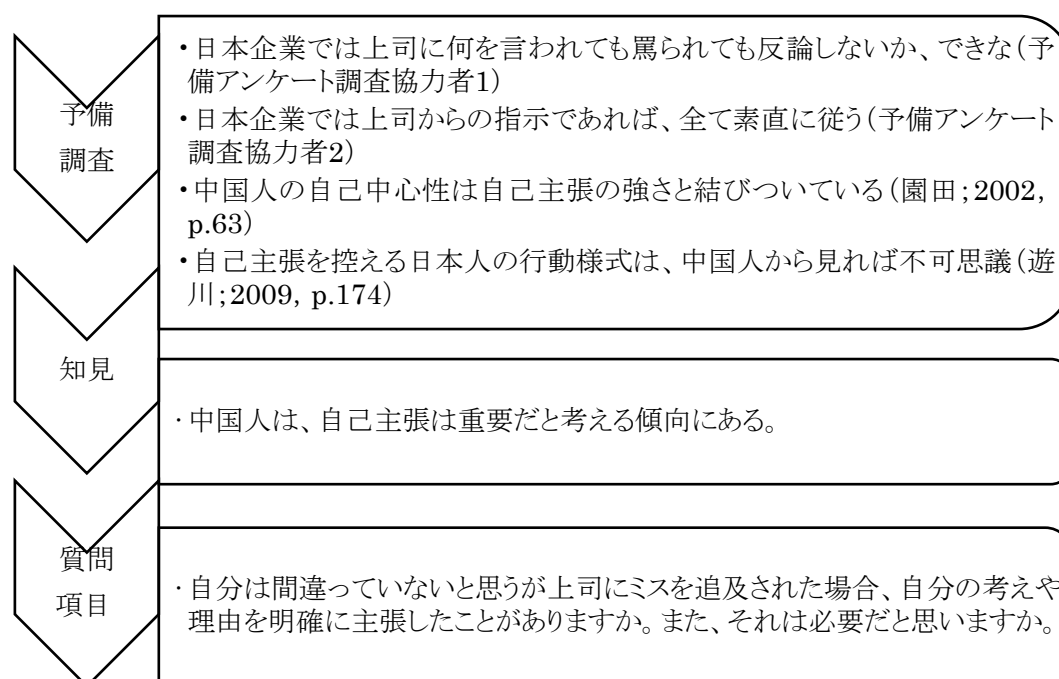 予備
調査
・日本企業では上司に何を言われても罵られても反論しないか、できな(予
備アンケート調査協力者1)
・日本企業では上司からの指示であれば、全て素直に従う(予備アンケート
調査協力者2)
・中国人の自己中心性は自己主張の強さと結びついている(園田;2002,
p.63)
・自己主張を控える日本人の行動様式は、中国人から見れば不可思議(遊
川;2009, p.174)
知見
・中国人は、自己主張は重要だと考える傾向にある。
質問
項目
・自分は間違っていないと思うが上司にミスを追及された場合、自分の考えや
理由を明確に主張したことがありますか。また、それは必要だと思いますか。